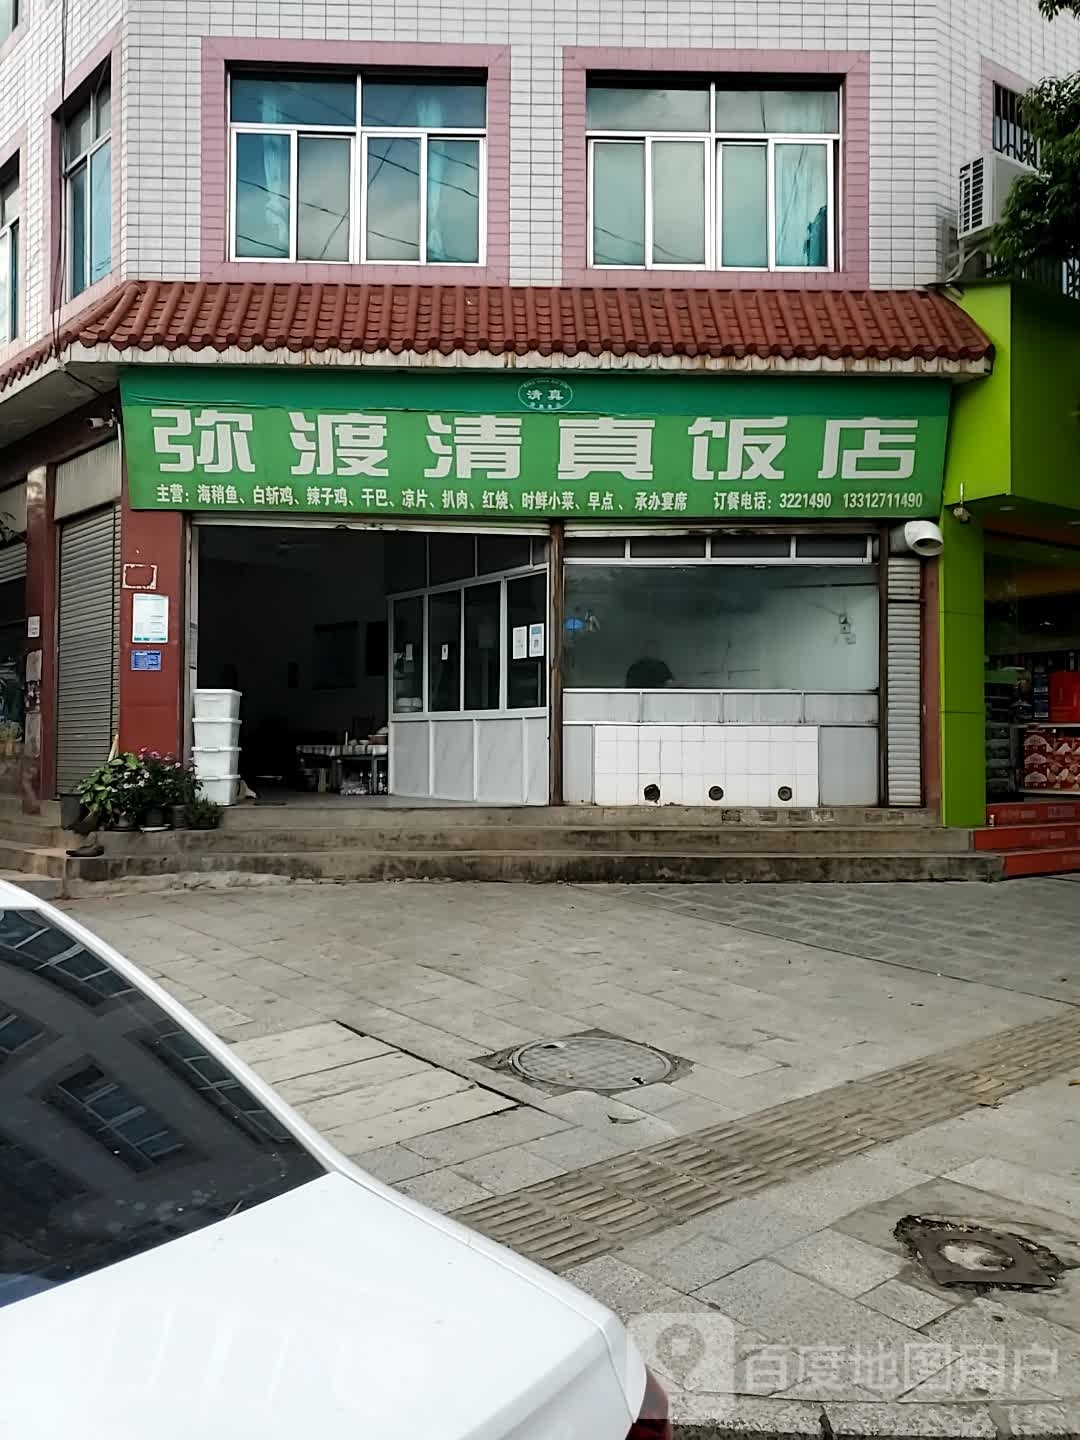 清真
弥渡清真饭店
主营：海稍鱼、白斩鸡、辣子鸡、干巴、凉片、扒肉、红烧、时鲜小菜、早点、承办宴席 订餐电话：3221490 13312711490
百度地图用户